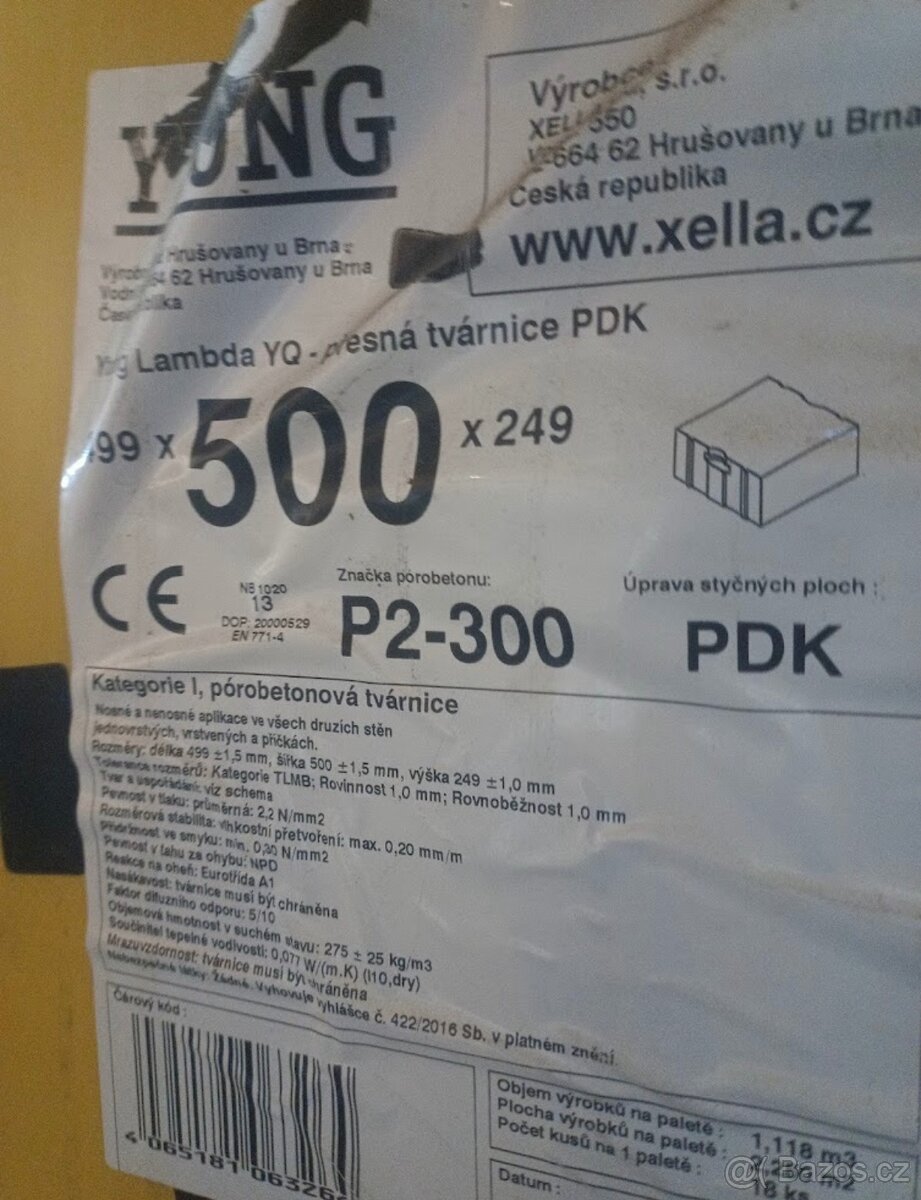 Výrobce, s.r.o.
664 62 Hrušovany u Brna
Česká republika
www.xella.cz
Hrušovany u Brna
62 Hrušovany u Brna
Lambda YQ - přesná tvárnice PDK
499 x 500 x 249
CE
NB 1020
13
DOP: 20000529
EN 771-4
Značka pórobetonu:
P2-300
Úprava styčných ploch :
PDK
Kategorie I, pórobetonová tvárnice
Nosné a nenosné aplikace ve všech druzích stěn
jednovrstvých, vrstvených a příčkách.
Rozměry: délka 499 ±1,5 mm, šířka 500 ±1,5 mm, výška 249 ±1,0 mm
Tolerance rozměrů: Kategorie TLMB; Rovinnost 1,0 mm; Rovnoběžnost 1,0 mm
Tvar a uspořádání: viz schema
Pevnost v tlaku: průměrná: 2,2 N/mm2
Rozměrová stabilita: vlhkostní přetvoření: max. 0,20 mm/m
Přídržnost ve smyku: min. 0,30 N/mm2
Pevnost v tahu za ohybu: NPD
Reakce na oheň: Eurotřída A1
Nasákavost: tvárnice musí být chráněna
Faktor difuzního odporu: 5/10
Objemová hmotnost v suchém stavu: 275 ± 25 kg/m3
Součinitel tepelné vodivosti: 0,077 W/(m.K) (l10,dry)
Mrazuvzdornost: tvárnice musí být chráněna
Nebezpečné látky: Žádné. Vyhovuje vyhlášce č. 422/2016 Sb. v platném znění.
Čárový kód :
4 065181 06326
Objem výrobků na paletě : 1,118 m3
Plocha výrobků na paletě :
Počet kusů na 1 paletě :
Datum :
@ Bazos.cz